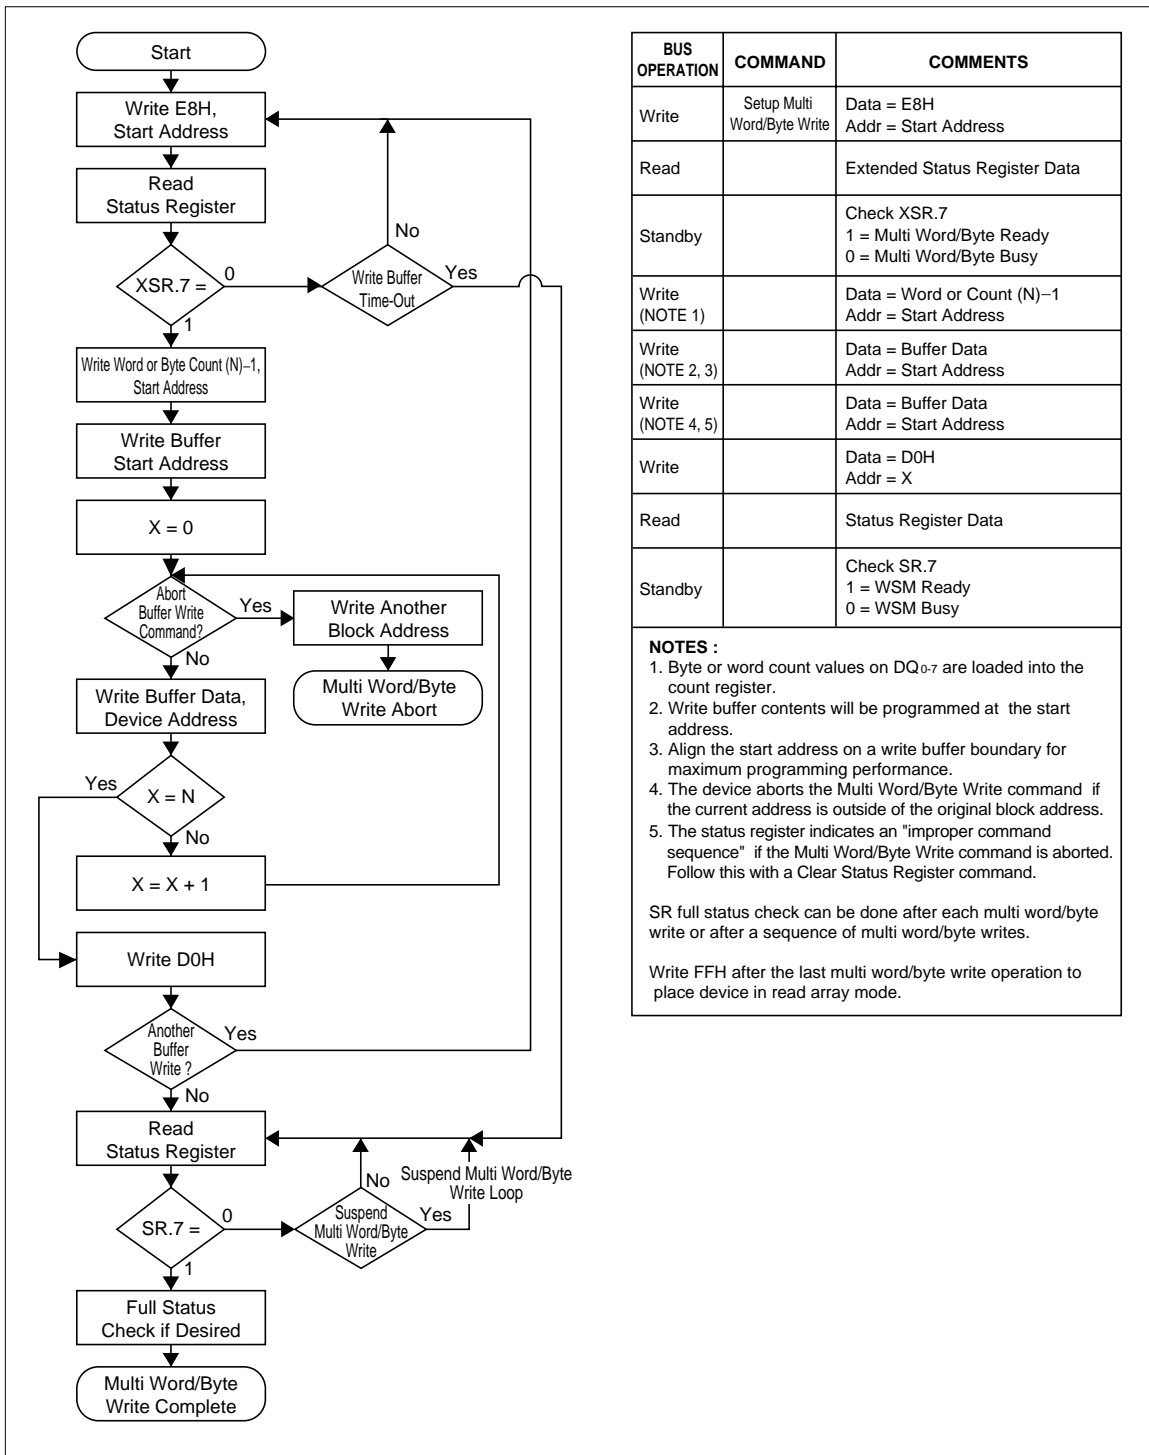 Start
Write E8H,
Start Address
Read
Status Register
No
XSR.7 =
0
Write Buffer
Time-Out
Yes
1
Write Word or Byte Count (N)−1,
Start Address
Write Buffer
Start Address
X = 0
Abort
Buffer Write
Command?
Yes
Write Another
Block Address
No
Multi Word/Byte
Write Abort
Write Buffer Data,
Device Address
Yes
X = N
No
X = X + 1
Write D0H
Another
Buffer
Write ?
Yes
No
Read
Status Register
No
Suspend Multi Word/Byte
Write Loop
SR.7 =
0
Suspend
Multi Word/Byte
Write
Yes
1
Full Status
Check if Desired
Multi Word/Byte
Write Complete
BUS
OPERATION
COMMAND
COMMENTS
Write
Setup Multi
Word/Byte Write
Data = E8H
Addr = Start Address
Read
Extended Status Register Data
Standby
Check XSR.7
1 = Multi Word/Byte Ready
0 = Multi Word/Byte Busy
Write
(NOTE 1)
Data = Word or Count (N)−1
Addr = Start Address
Write
(NOTE 2, 3)
Data = Buffer Data
Addr = Start Address
Write
(NOTE 4, 5)
Data = Buffer Data
Addr = Start Address
Write
Data = D0H
Addr = X
Read
Status Register Data
Standby
Check SR.7
1 = WSM Ready
0 = WSM Busy
NOTES :
1. Byte or word count values on DQ0-7 are loaded into the
count register.
2. Write buffer contents will be programmed at the start
address.
3. Align the start address on a write buffer boundary for
maximum programming performance.
4. The device aborts the Multi Word/Byte Write command if
the current address is outside of the original block address.
5. The status register indicates an "improper command
sequence" if the Multi Word/Byte Write command is aborted.
Follow this with a Clear Status Register command.
SR full status check can be done after each multi word/byte
write or after a sequence of multi word/byte writes.
Write FFH after the last multi word/byte write operation to
place device in read array mode.